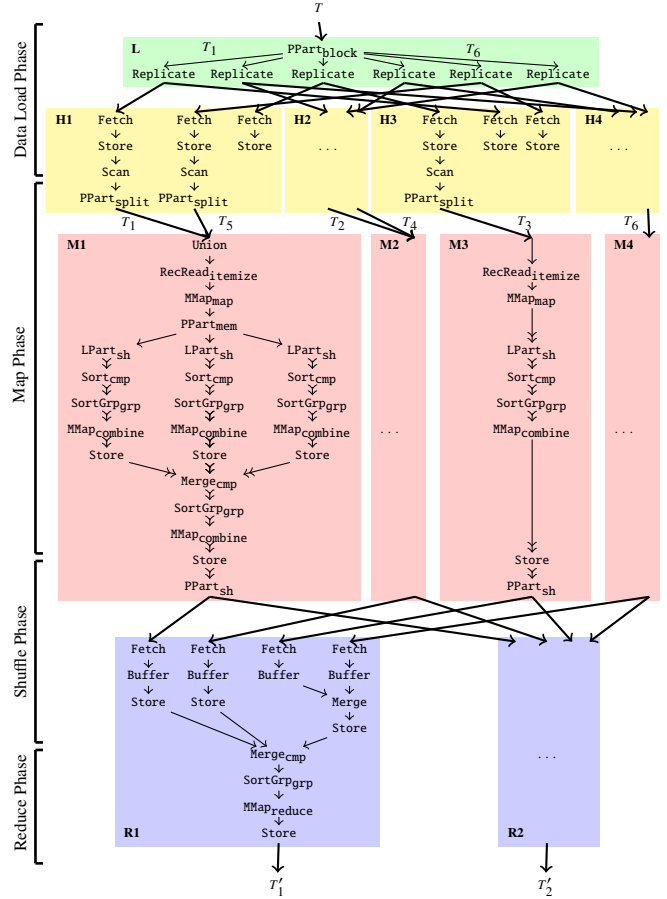 T
L
T1
PPartblock
T6
Replicate Replicate Replicate Replicate Replicate Replicate
Data Load Phase
H1 Fetch Fetch Fetch H2 H3 Fetch Fetch Fetch H4
Store Store Store ... Store Store Store ...
Scan Scan Scan
PPartsplit PPartsplit PPartsplit
T1 T5 T2 T4 T3 T6
Map Phase
M1 Union M2 M3 M4
RecReaditemize RecReaditemize
MMapmap MMapmap
PPartmem
LPartsh LPartsh LPartsh LPartsh
Sortcmp Sortcmp Sortcmp Sortcmp
SortGrpgrp SortGrpgrp SortGrpgrp SortGrpgrp
MMapcombine MMapcombine MMapcombine ... MMapcombine ...
Store Store Store
Mergecmp
SortGrpgrp
MMapcombine
Store Store
PPartsh PPartsh
Shuffle Phase
Fetch Fetch Fetch Fetch
Buffer Buffer Buffer Buffer
Store Store Merge
Store
Reduce Phase
Mergecmp ...
SortGrpgrp
MMapreduce
R1 Store R2
T′1 T′2